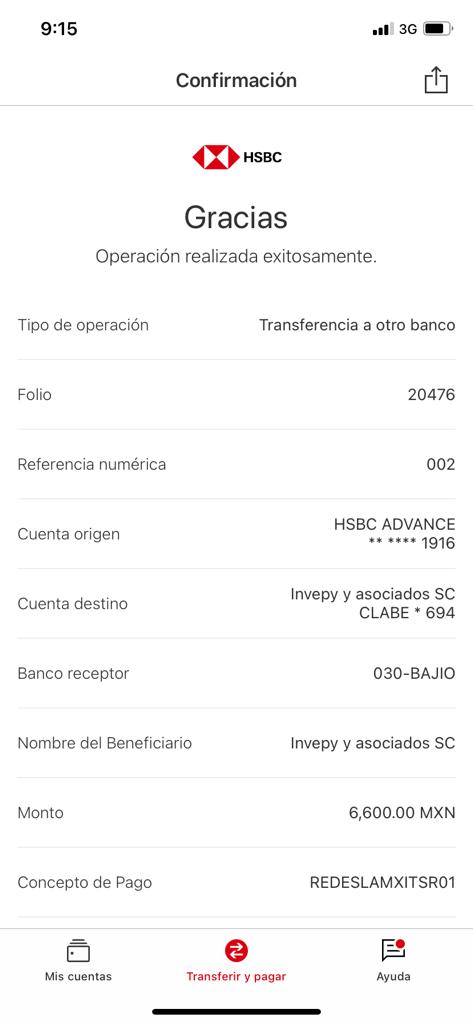 9:15
3G
Confirmación
HSBC
Gracias
Operación realizada exitosamente.
Tipo de operación Transferencia a otro banco
Folio 20476
Referencia numérica 002
Cuenta origen HSBC ADVANCE
** **** 1916
Cuenta destino Invepy y asociados SC
CLABE * 694
Banco receptor 030-BAJIO
Nombre del Beneficiario Invepy y asociados SC
Monto 6,600.00 MXN
Concepto de Pago REDESLAMXITSR01
Mis cuentas Transferir y pagar Ayuda